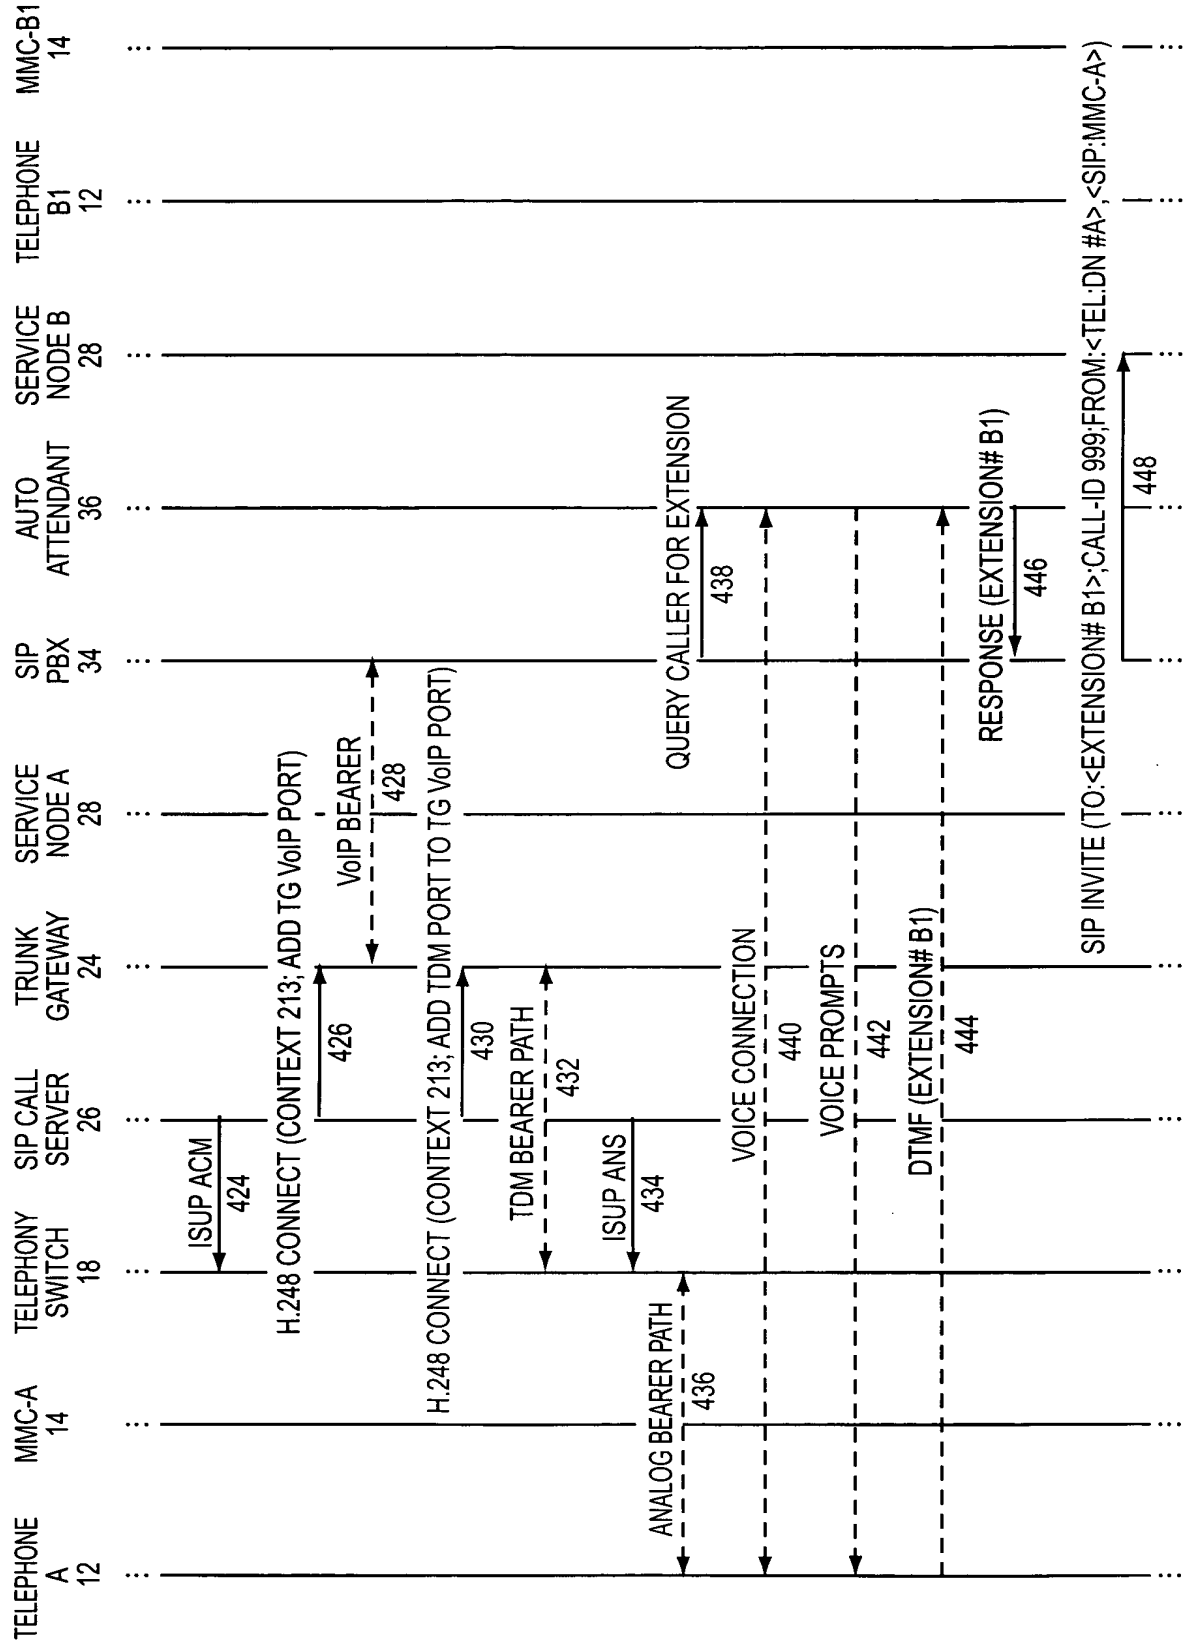 TELEPHONE
A
12
MMC-A
14
TELEPHONY
SWITCH
18
SIP CALL
SERVER
26
TRUNK
GATEWAY
24
SERVICE
NODE A
28
SIP
PBX
34
AUTO
ATTENDANT
36
SERVICE
NODE B
28
TELEPHONE
B1
12
MMC-B1
14
ISUP ACM
424
H.248 CONNECT (CONTEXT 213; ADD TG VoIP PORT)
426
VoIP BEARER
428
H.248 CONNECT (CONTEXT 213; ADD TDM PORT TO TG VoIP PORT)
430
TDM BEARER PATH
432
ISUP ANS
434
ANALOG BEARER PATH
436
QUERY CALLER FOR EXTENSION
438
VOICE CONNECTION
440
VOICE PROMPTS
442
DTMF (EXTENSION# B1)
444
RESPONSE (EXTENSION# B1)
446
SIP INVITE (TO:<EXTENSION# B1>;CALL-ID 999;FROM:<TEL:DN #A>,<SIP:MMC-A>)
448